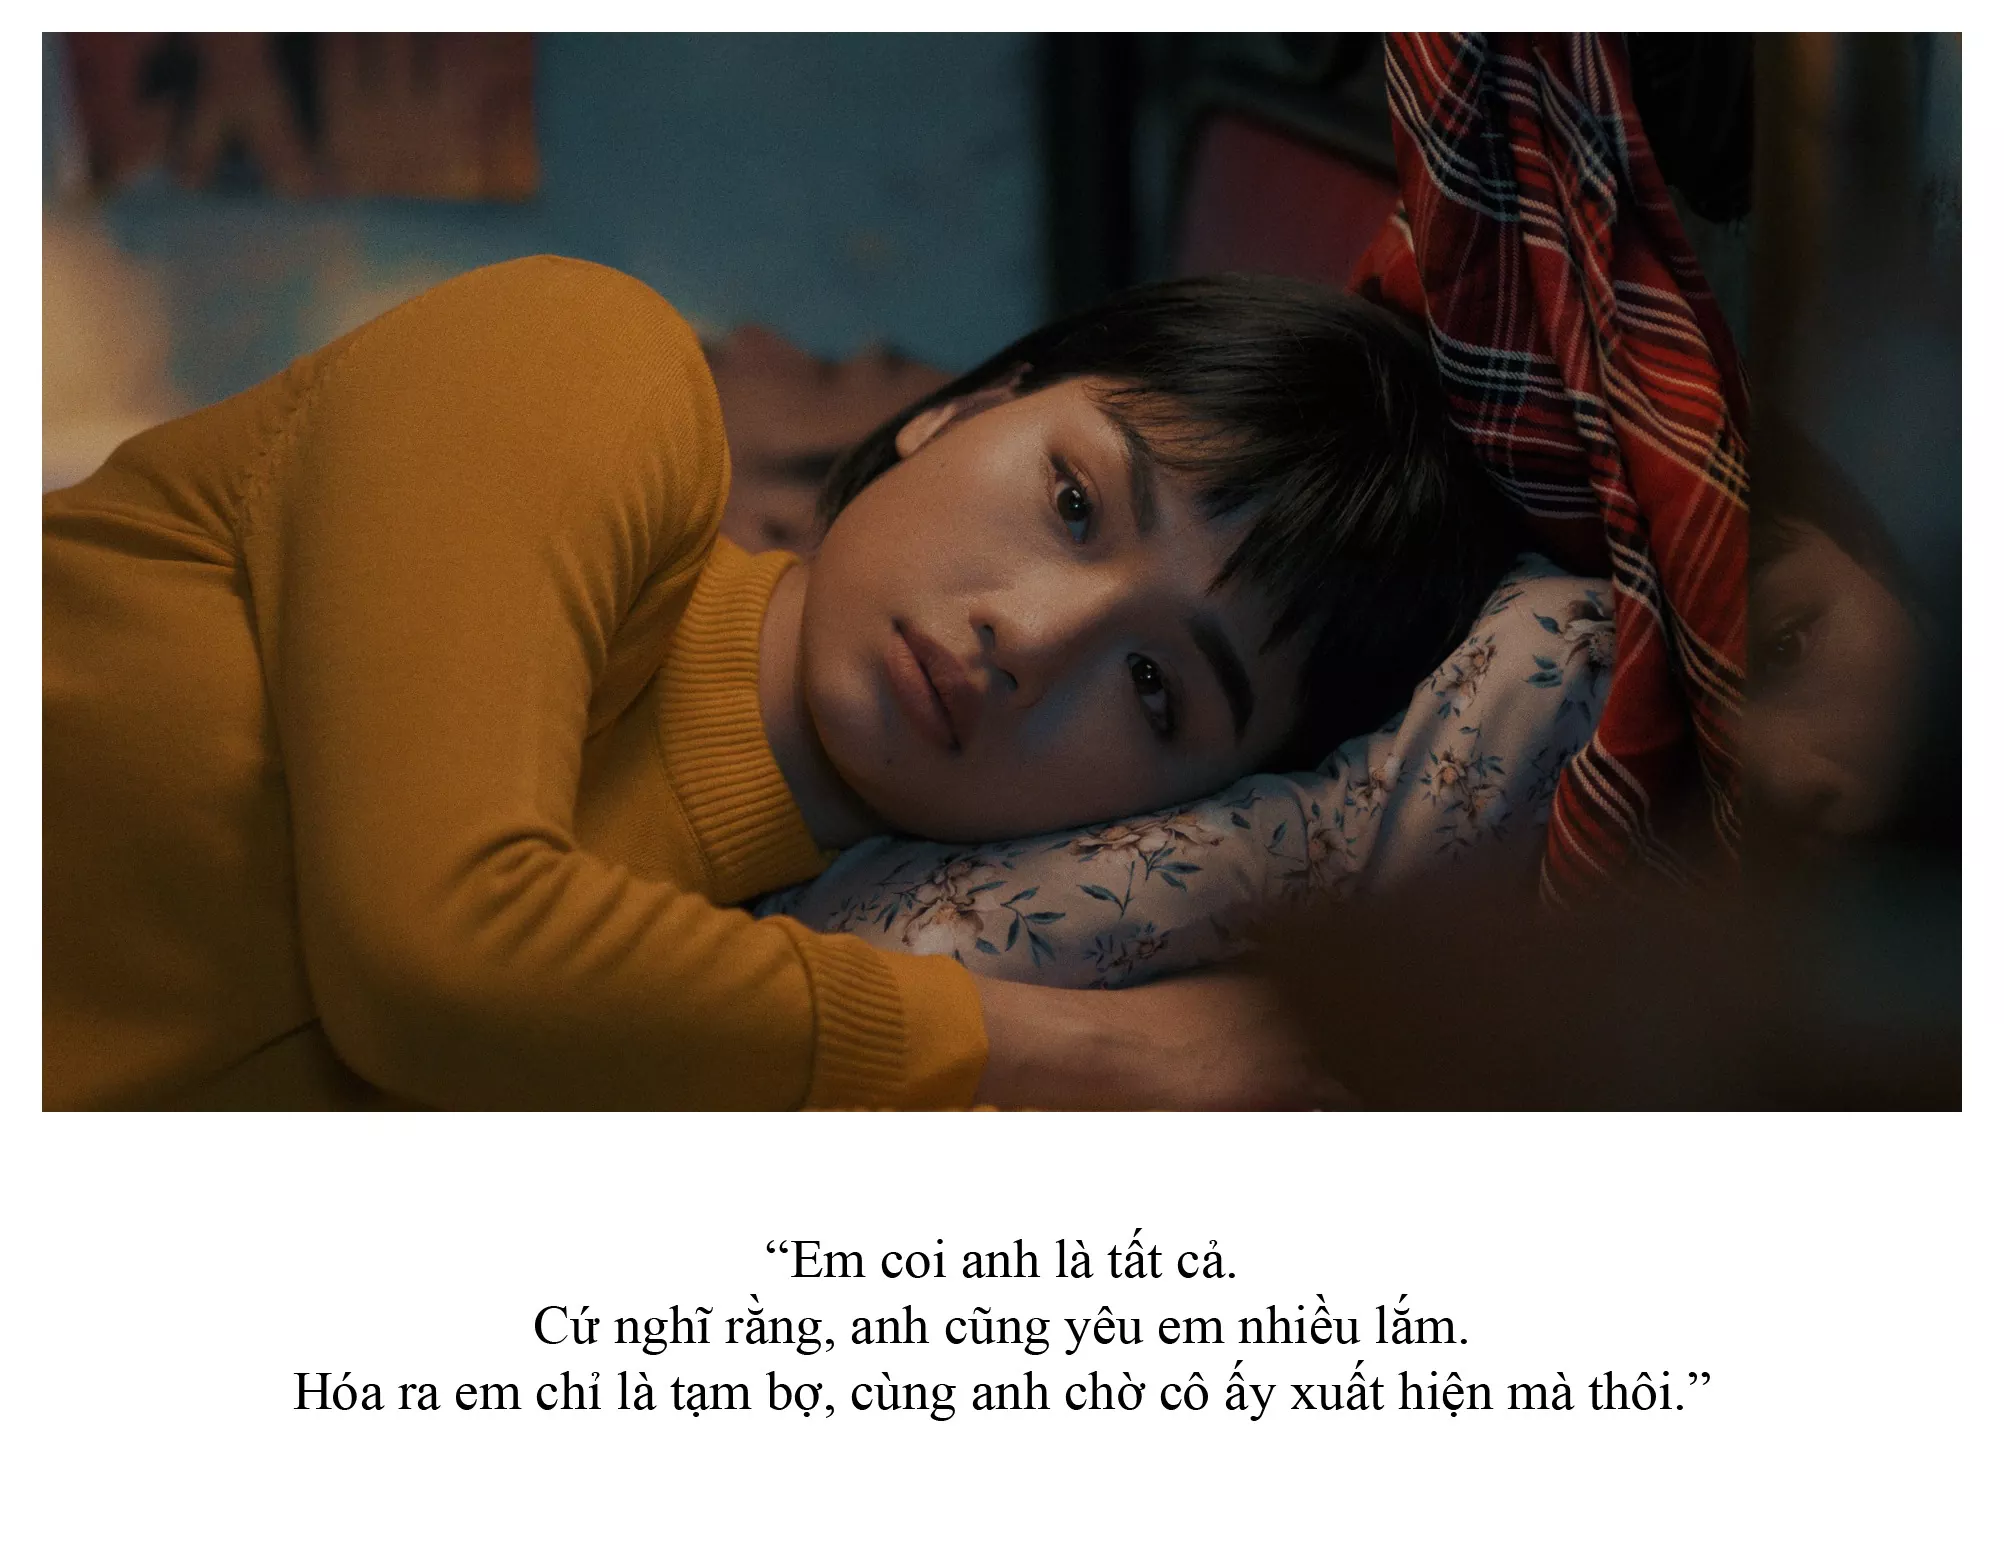 “Em coi anh là tất cả.
Cứ nghĩ rằng, anh cũng yêu em nhiều lắm.
Hóa ra em chỉ là tạm bợ, cùng anh chờ cô ấy xuất hiện mà thôi.”